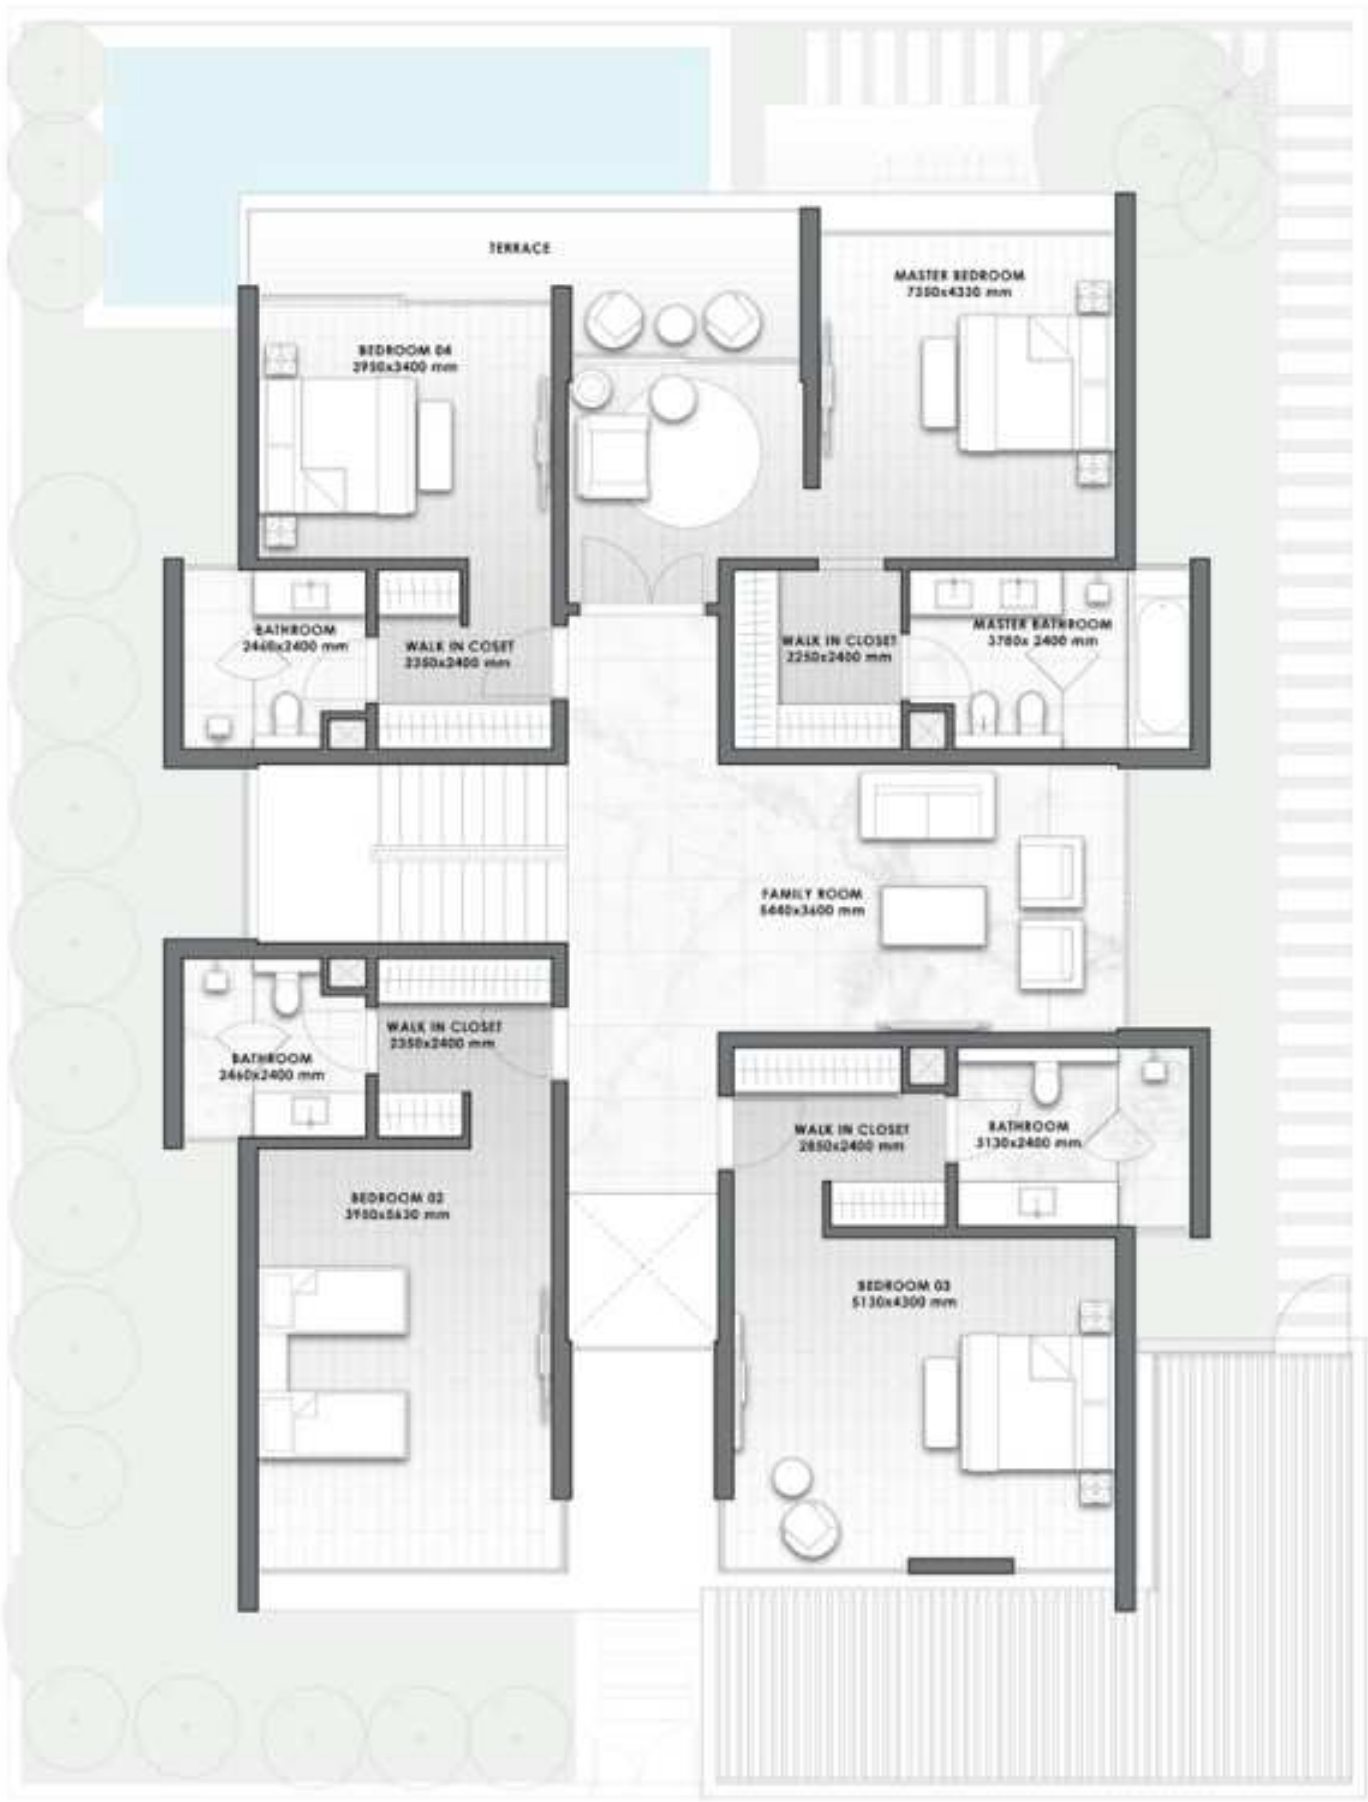 TERRACE
MASTER BEDROOM
7350x4330 mm
BEDROOM 04
3950x3400 mm
BATHROOM
2460x2400 mm
WALK IN COSET
2350x2400 mm
WALK IN CLOSET
2250x2400 mm
MASTER BATHROOM
3780x 2400 mm
FAMILY ROOM
5440x3600 mm
WALK IN CLOSET
2350x2400 mm
BATHROOM
2460x2400 mm
WALK IN CLOSET
2850x2400 mm
BATHROOM
3130x2400 mm
BEDROOM 02
3950x5630 mm
BEDROOM 03
5130x4300 mm